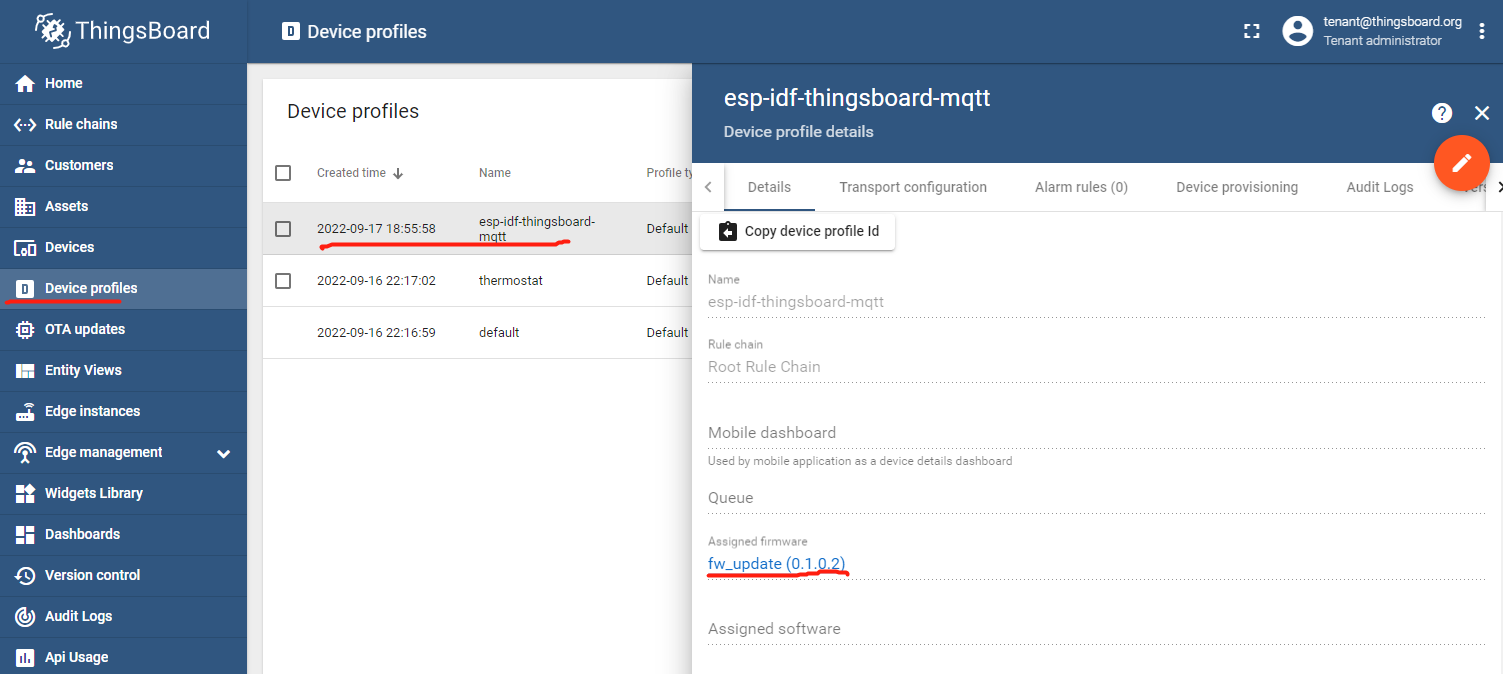 ThingsBoard
D Device profiles
tenant@thingsboard.org
Tenant administrator
Home
Rule chains
Customers
Assets
Devices
D Device profiles
OTA updates
Entity Views
Edge instances
Edge management
Widgets Library
Dashboards
Version control
Audit Logs
Api Usage
Device profiles
Created time
Name
Profile ty
2022-09-17 18:55:58
esp-idf-thingsboard-
mqtt
Default
2022-09-16 22:17:02
thermostat
Default
2022-09-16 22:16:59
default
Default
esp-idf-thingsboard-mqtt
Device profile details
?
Details
Transport configuration
Alarm rules (0)
Device provisioning
Audit Logs
Copy device profile Id
Name
esp-idf-thingsboard-mqtt
Rule chain
Root Rule Chain
Mobile dashboard
Used by mobile application as a device details dashboard
Queue
Assigned firmware
fw_update (0.1.0.2)
Assigned software